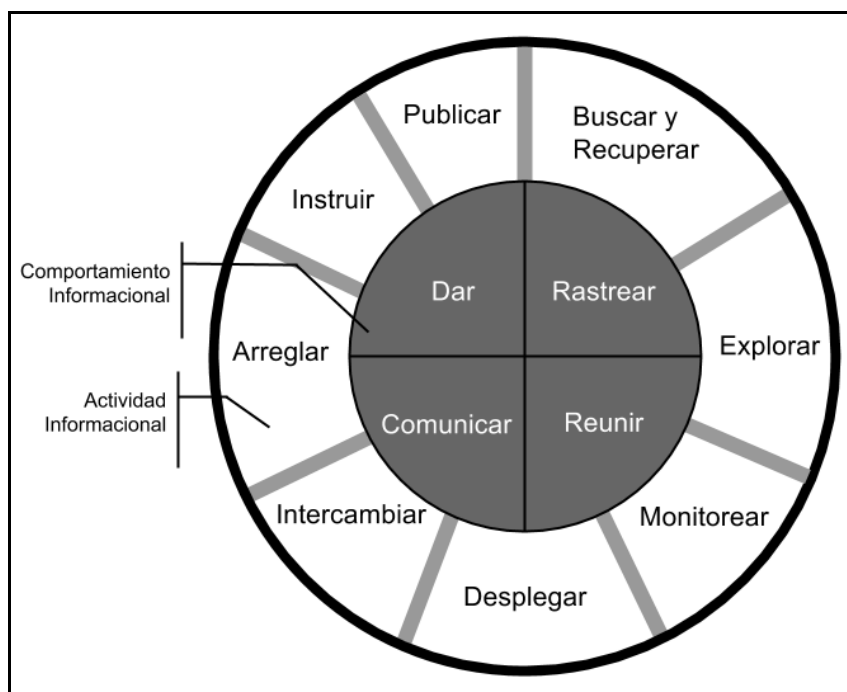 Publicar
Buscar y
Recuperar
Instruir
Comportamiento
Informacional
Dar
Rastrear
Arreglar
Explorar
Actividad
Informacional
Comunicar
Reunir
Intercambiar
Monitorear
Desplegar